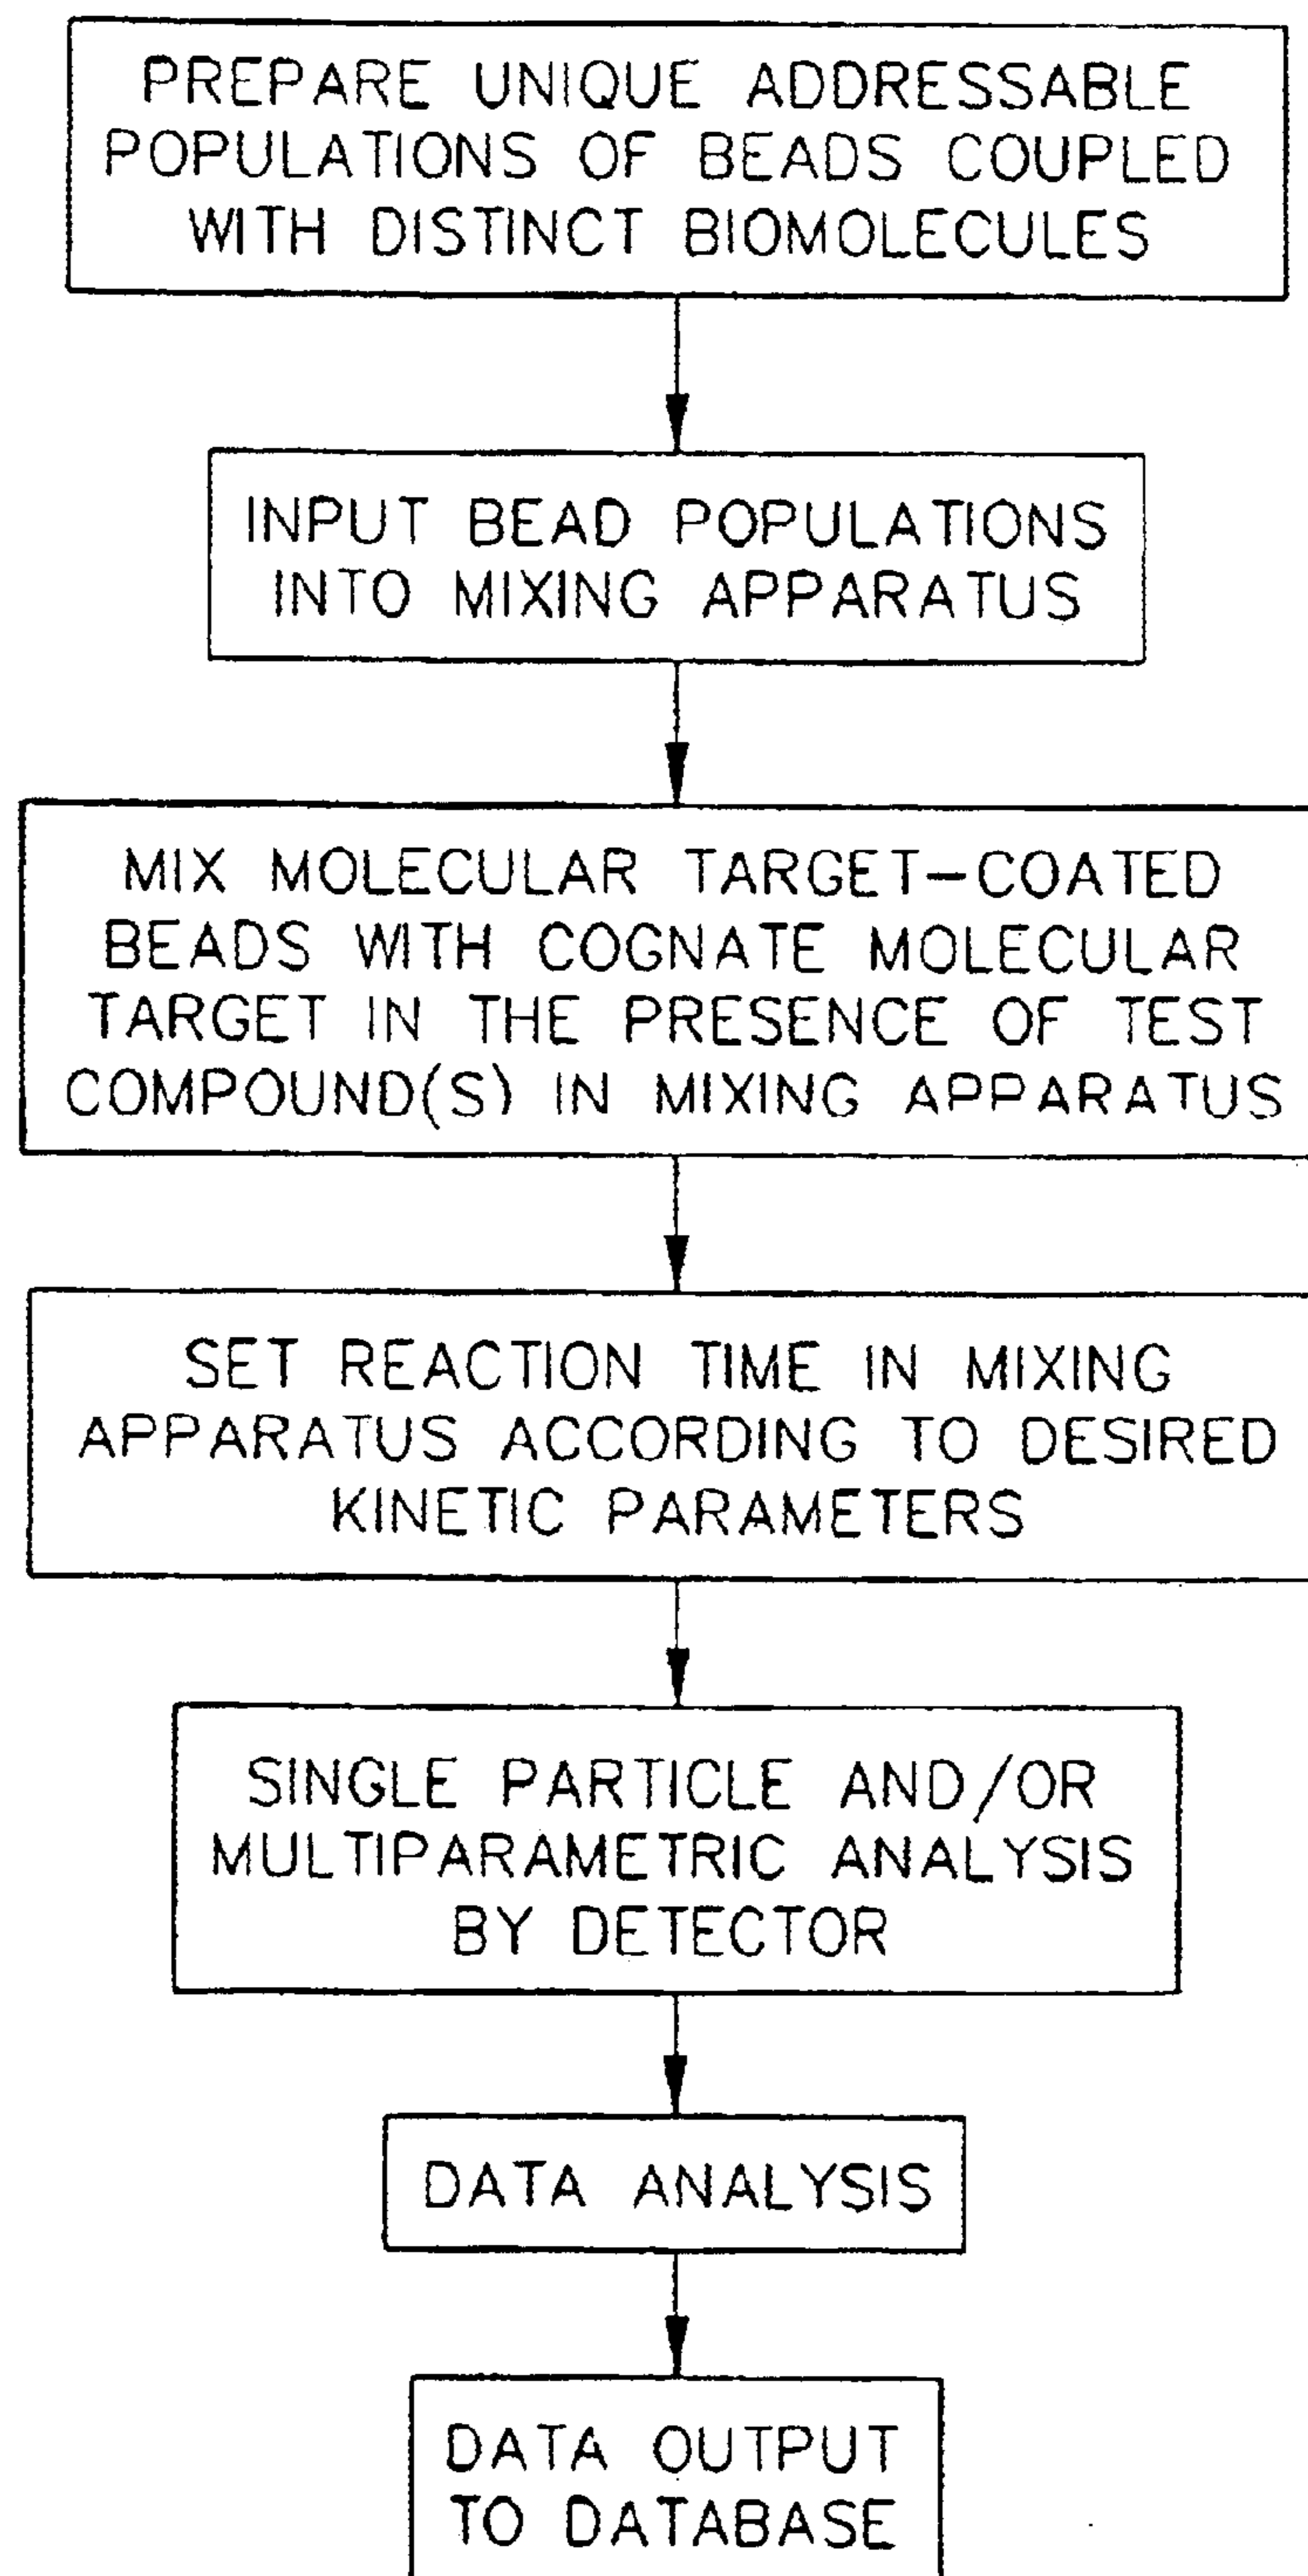 PREPARE UNIQUE ADDRESSABLE
POPULATIONS OF BEADS COUPLED
WITH DISTINCT BIOMOLECULES
INPUT BEAD POPULATIONS
INTO MIXING APPARATUS
MIX MOLECULAR TARGET-COATED
BEADS WITH COGNATE MOLECULAR
TARGET IN THE PRESENCE OF TEST
COMPOUND(S) IN MIXING APPARATUS
SET REACTION TIME IN MIXING
APPARATUS ACCORDING TO DESIRED
KINETIC PARAMETERS
SINGLE PARTICLE AND/OR
MULTIPARAMETRIC ANALYSIS
BY DETECTOR
DATA ANALYSIS
DATA OUTPUT
TO DATABASE